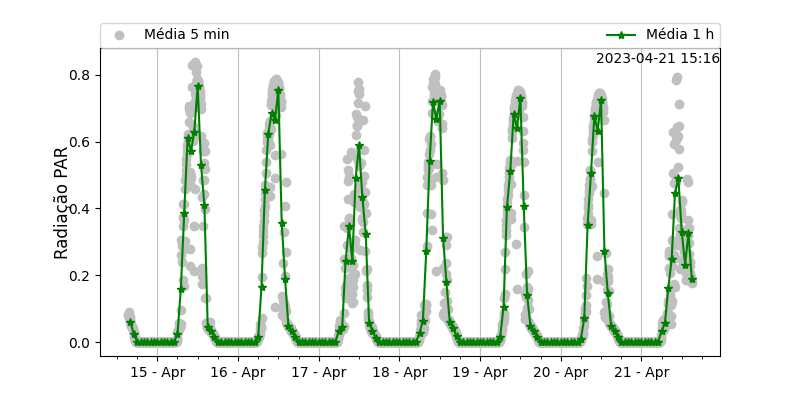 Média 5 min
Média 1 h
2023-04-21 15:16
Radiação PAR
0.8
0.6
0.4
0.2
0.0
15 - Apr
16 - Apr
17 - Apr
18 - Apr
19 - Apr
20 - Apr
21 - Apr